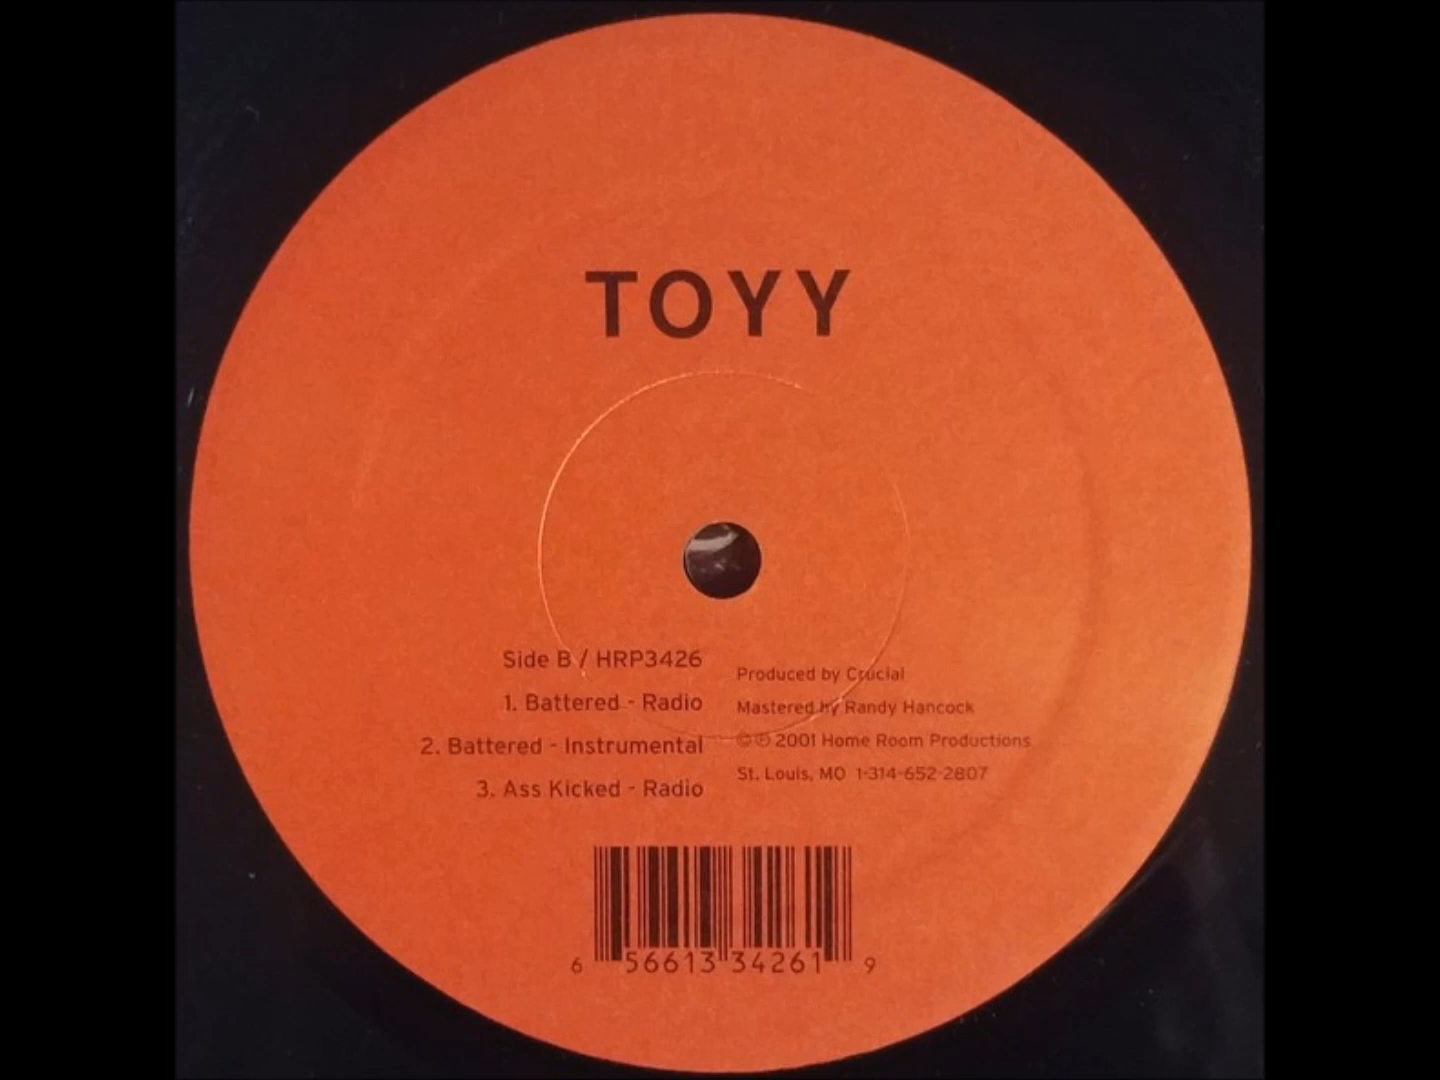 TOYY
Side B / HRP3426
1. Battered - Radio
2. Battered - Instrumental
3. Ass Kicked - Radio
Produced by Crucial
Mastered by Randy Hancock
© ℗ 2001 Home Room Productions
St. Louis, MO 1-314-652-2807
6 56613 34261 9